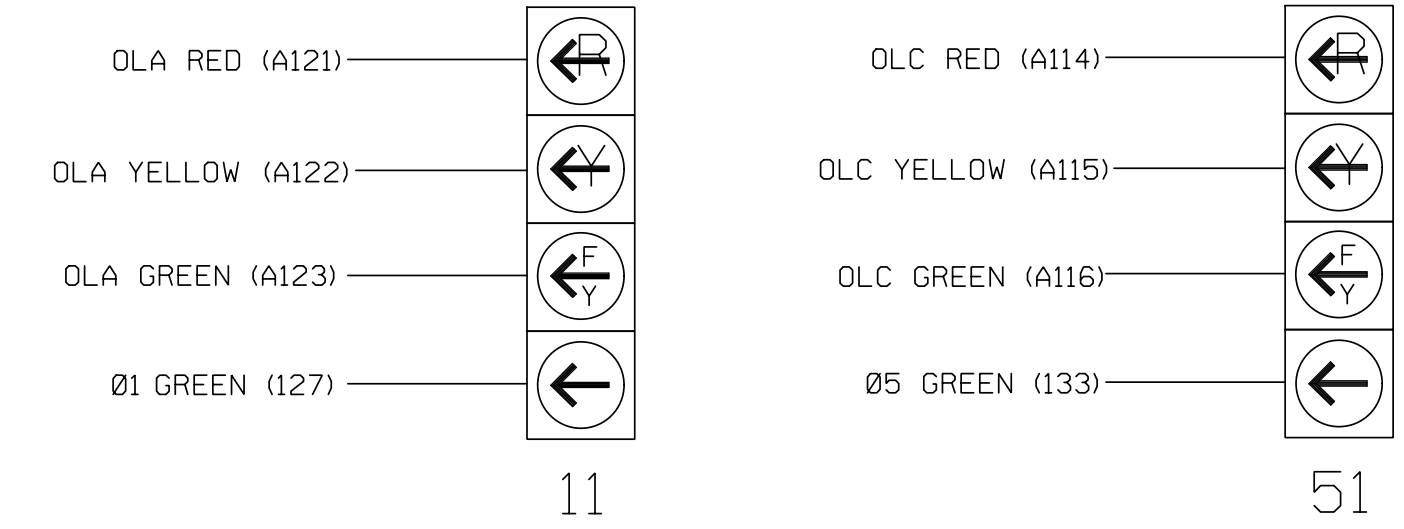 OLA RED (A121)
R
OLA YELLOW (A122)
Y
OLA GREEN (A123)
F
Y
Ø1 GREEN (127)
11
OLC RED (A114)
R
OLC YELLOW (A115)
Y
OLC GREEN (A116)
F
Y
Ø5 GREEN (133)
51